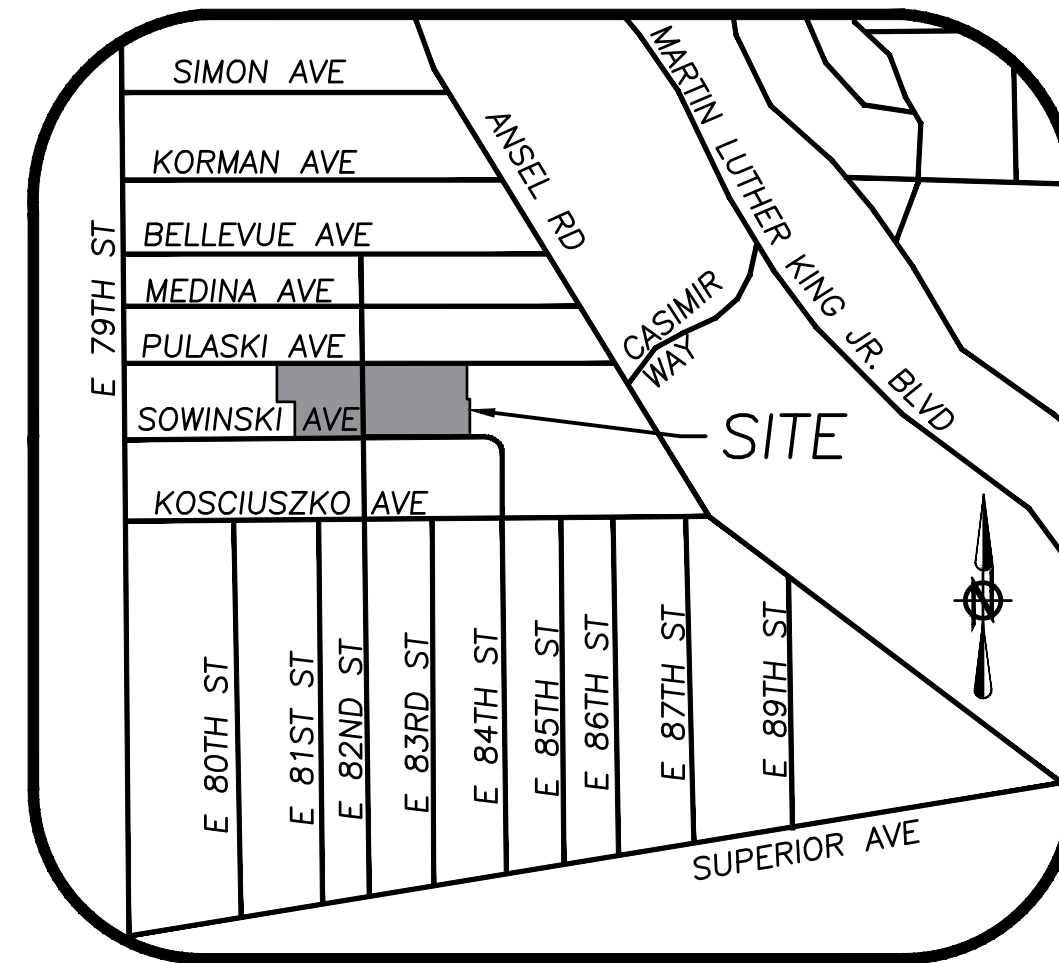 SIMON AVE
KORMAN AVE
BELLEVUE AVE
MEDINA AVE
PULASKI AVE
SOWINSKI AVE
KOSCIUSZKO AVE
E 79TH ST
ANSEL RD
MARTIN LUTHER KING JR. BLVD
CASIMIR
WAY
SITE
N
E 80TH ST
E 81ST ST
E 82ND ST
E 83RD ST
E 84TH ST
E 85TH ST
E 86TH ST
E 87TH ST
E 89TH ST
SUPERIOR AVE